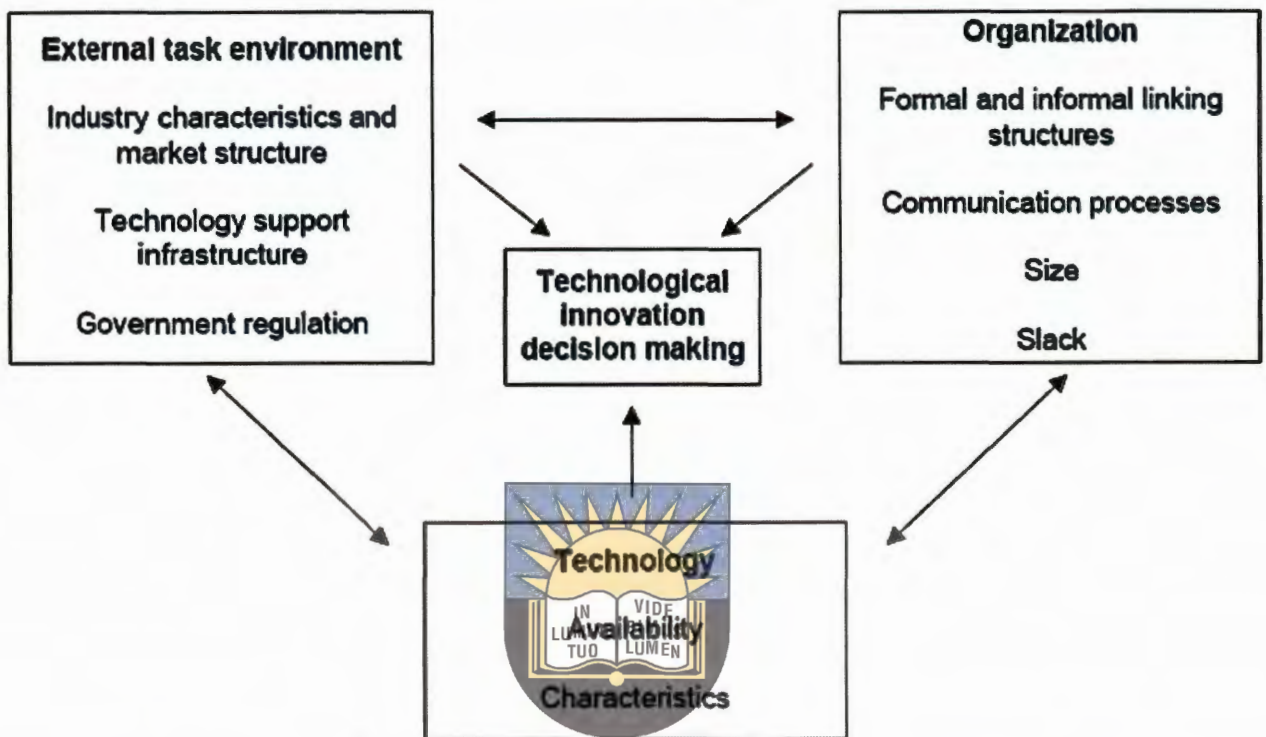 External task environment
Industry characteristics and
market structure
Technology support
infrastructure
Government regulation
Organization
Formal and informal linking
structures
Communication processes
Size
Slack
Technological
innovation
decision making
Technology
Availability
Characteristics
IN
TUO
VIDE
LUMEN